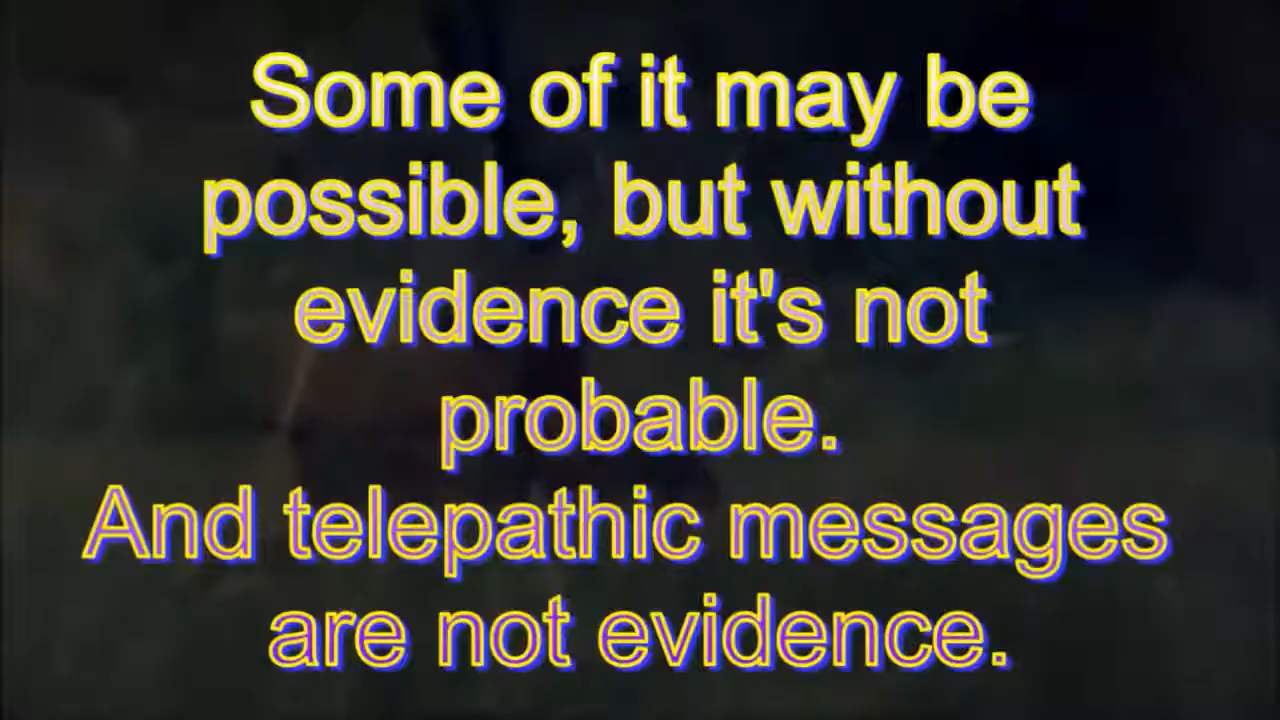 Some of it may be
possible, but without
evidence it's not
probable.
And telepathic messages
are not evidence.